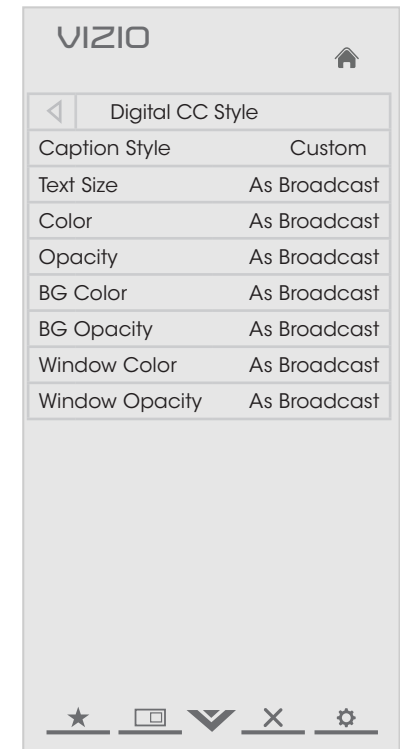 VIZIO
Digital CC Style
Caption Style Custom
Text Size As Broadcast
Color As Broadcast
Opacity As Broadcast
BG Color As Broadcast
BG Opacity As Broadcast
Window Color As Broadcast
Window Opacity As Broadcast